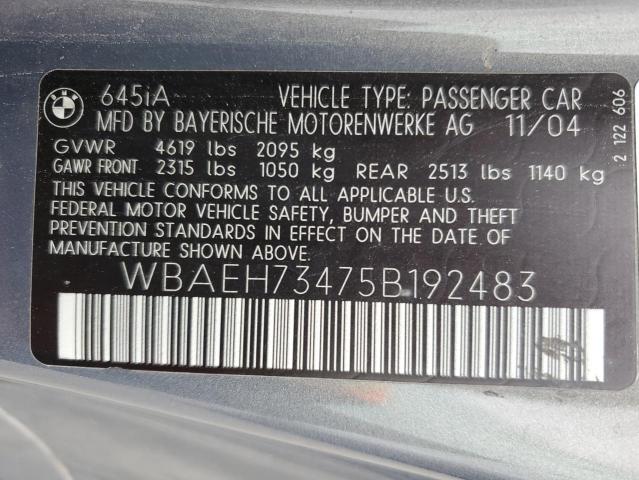 BMW
645iA VEHICLE TYPE: PASSENGER CAR
MFD BY BAYERISCHE MOTORENWERKE AG 11/04
GVWR 4619 lbs 2095 kg
GAWR FRONT 2315 lbs 1050 kg REAR 2513 lbs 1140 kg
THIS VEHICLE CONFORMS TO ALL APPLICABLE U.S.
FEDERAL MOTOR VEHICLE SAFETY, BUMPER AND THEFT
PREVENTION STANDARDS IN EFFECT ON THE DATE OF
MANUFACTURE SHOWN ABOVE.
WBAEH73475B192483
2 122 606